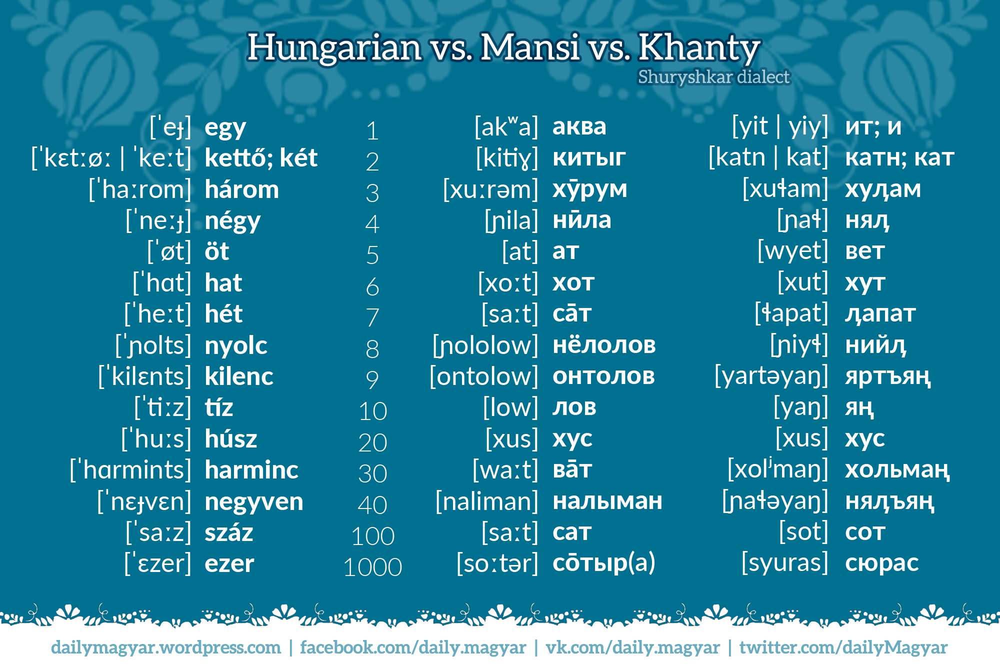 Hungarian vs. Mansi vs. Khanty
Shuryshkar dialect
[ˈeɟ] egy 1 [akʷa] аква [yit | yiy] ит; и
[ˈkɛtːøː | ˈkeːt] kettő; két 2 [kitiɣ] китыг [katn | kat] катн; кат
[ˈhaːrom] három 3 [xuːrəm] хӯрум [xuɬam] хуԓам
[ˈneːɟ] négy 4 [ɲila] нӣла [ɲaɬ] няԓ
[ˈøt] öt 5 [at] ат [wyet] вет
[ˈhɑt] hat 6 [xoːt] хот [xut] хут
[ˈheːt] hét 7 [saːt] са̄т [ɬapat] ԓапат
[ˈɲolts] nyolc 8 [ɲololow] нёлолов [ɲiyɬ] нийԓ
[ˈkilɛnts] kilenc 9 [ontolow] онтолов [yartəyaŋ] яртъяң
[ˈtiːz] tíz 10 [low] лов [yaŋ] яң
[ˈhuːs] húsz 20 [xus] хус [xus] хус
[ˈhɑrmints] harminc 30 [waːt] ва̄т [xolʲmaŋ] хольмаң
[ˈnɛɟvɛn] negyven 40 [naliman] налыман [ɲaɬəyaŋ] няԓъяң
[ˈsaːz] száz 100 [saːt] сат [sot] сот
[ˈɛzer] ezer 1000 [soːtər] со̄тыр(а) [syuras] сюрас
dailymagyar.wordpress.com | facebook.com/daily.magyar | vk.com/daily.magyar | twitter.com/dailyMagyar